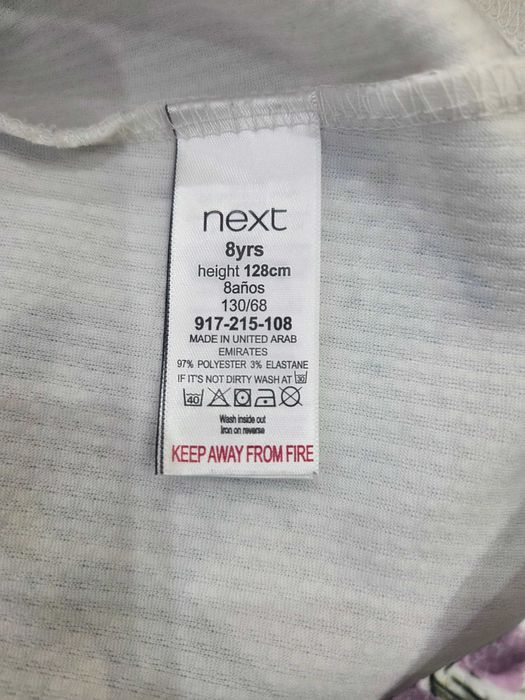 next
8yrs
height 128cm
8años
130/68
917-215-108
MADE IN UNITED ARAB
EMIRATES
97% POLYESTER 3% ELASTANE
IF IT'S NOT DIRTY WASH AT 30
40
Wash inside out
Iron on reverse
KEEP AWAY FROM FIRE